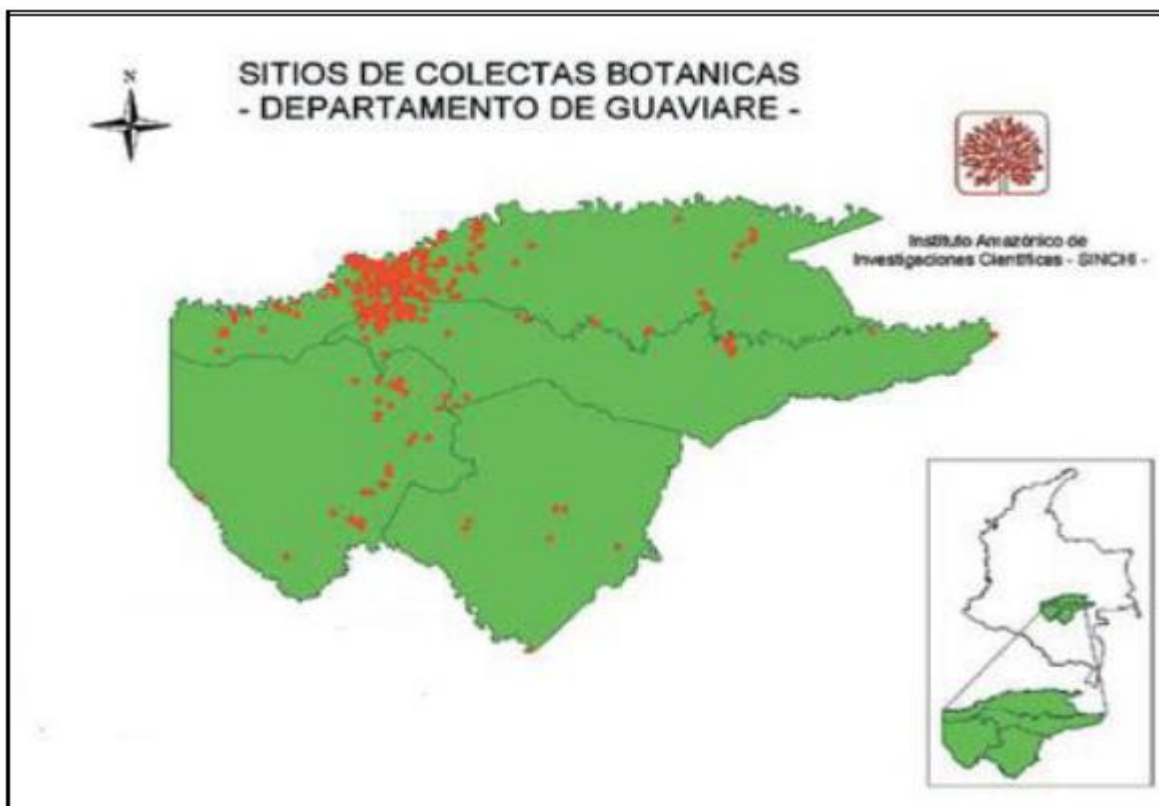 N
SITIOS DE COLECTAS BOTANICAS
- DEPARTAMENTO DE GUAVIARE -
Instituto Amazónico de
Investigaciones Científicas - SINCHI -